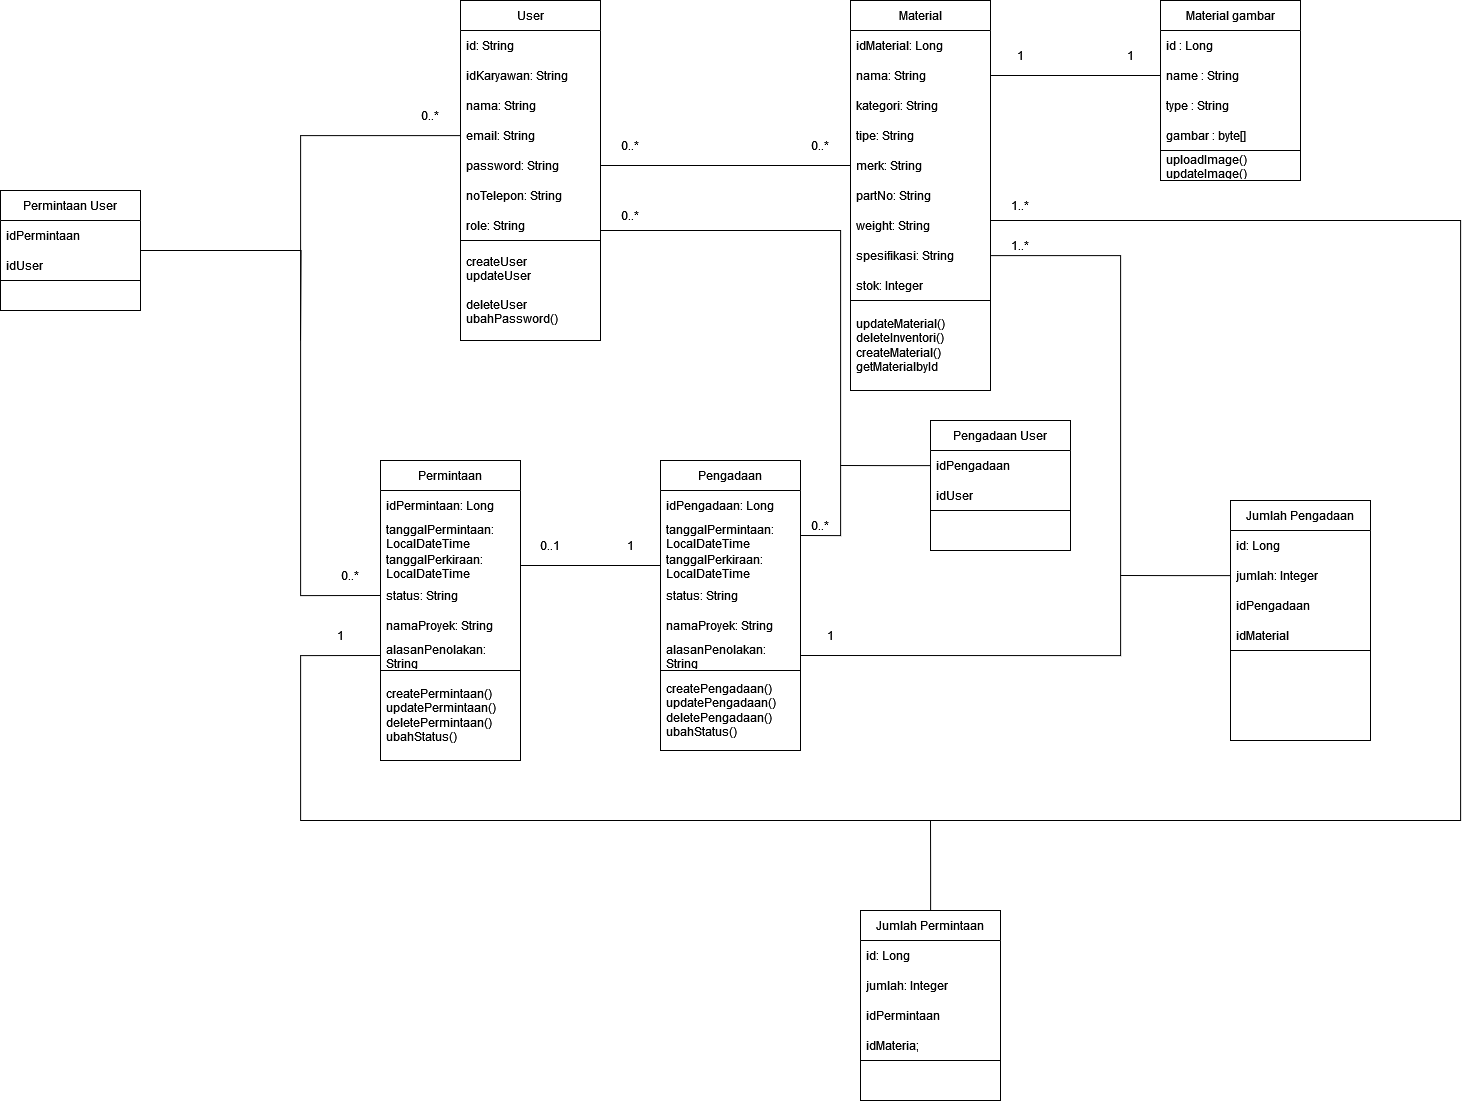 User
id: String
idKaryawan: String
nama: String
email: String
password: String
noTelepon: String
role: String
createUser
updateUser
deleteUser
ubahPassword()
Material
idMaterial: Long
nama: String
kategori: String
tipe: String
merk: String
partNo: String
weight: String
spesifikasi: String
stok: Integer
updateMaterial()
deleteInventori()
createMaterial()
getMaterialbyId
Material gambar
id : Long
name : String
type : String
gambar : byte[]
uploadImage()
updateImage()
1
1
0..*
0..*
0..*
0..*
1..*
1..*
Permintaan User
idPermintaan
idUser
Pengadaan User
idPengadaan
idUser
Permintaan
idPermintaan: Long
tanggalPermintaan:
LocalDateTime
tanggalPerkiraan:
LocalDateTime
status: String
namaProyek: String
alasanPenolakan:
String
createPermintaan()
updatePermintaan()
deletePermintaan()
ubahStatus()
Pengadaan
idPengadaan: Long
tanggalPermintaan:
LocalDateTime
tanggalPerkiraan:
LocalDateTime
status: String
namaProyek: String
alasanPenolakan:
String
createPengadaan()
updatePengadaan()
deletePengadaan()
ubahStatus()
0..1
1
0..*
0..*
1
1
Jumlah Pengadaan
id: Long
jumlah: Integer
idPengadaan
idMaterial
Jumlah Permintaan
id: Long
jumlah: Integer
idPermintaan
idMateria;